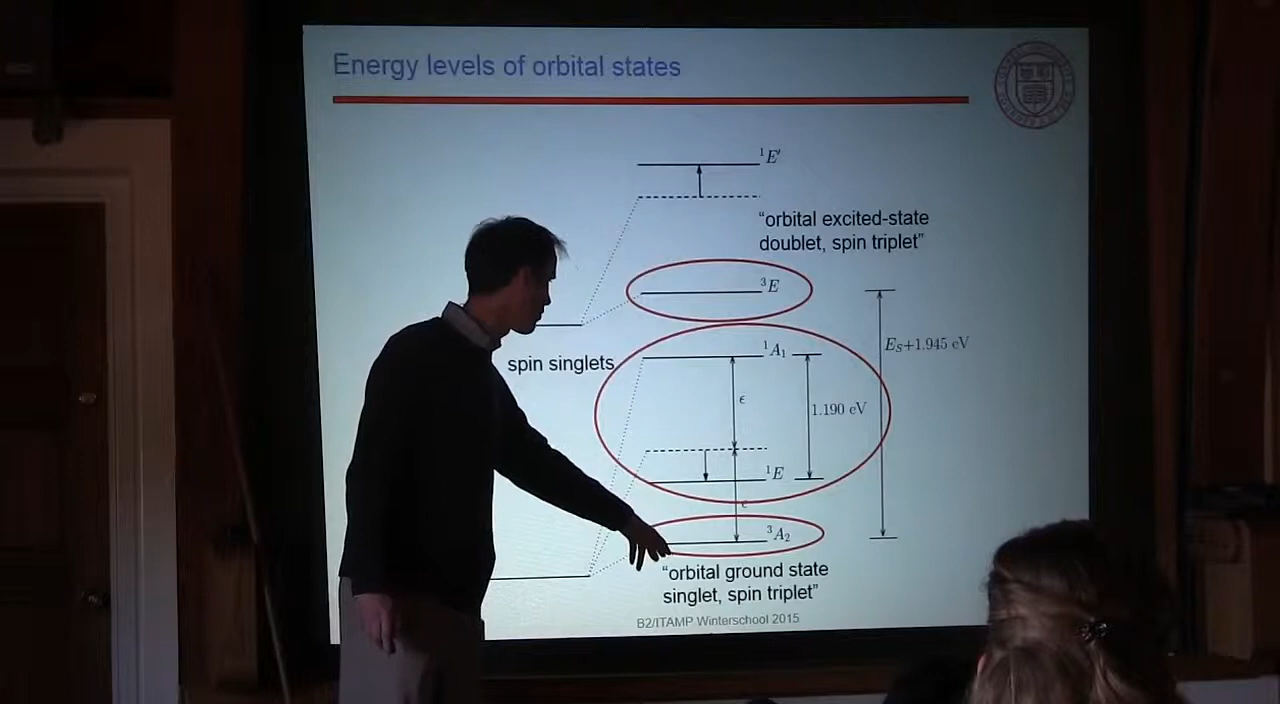 Energy levels of orbital states
¹E′
“orbital excited-state
doublet, spin triplet”
³E
E_S+1.945 eV
¹A₁
spin singlets
ϵ
1.190 eV
¹E
ϵ
³A₂
“orbital ground state
singlet, spin triplet”
B2/ITAMP Winterschool 2015